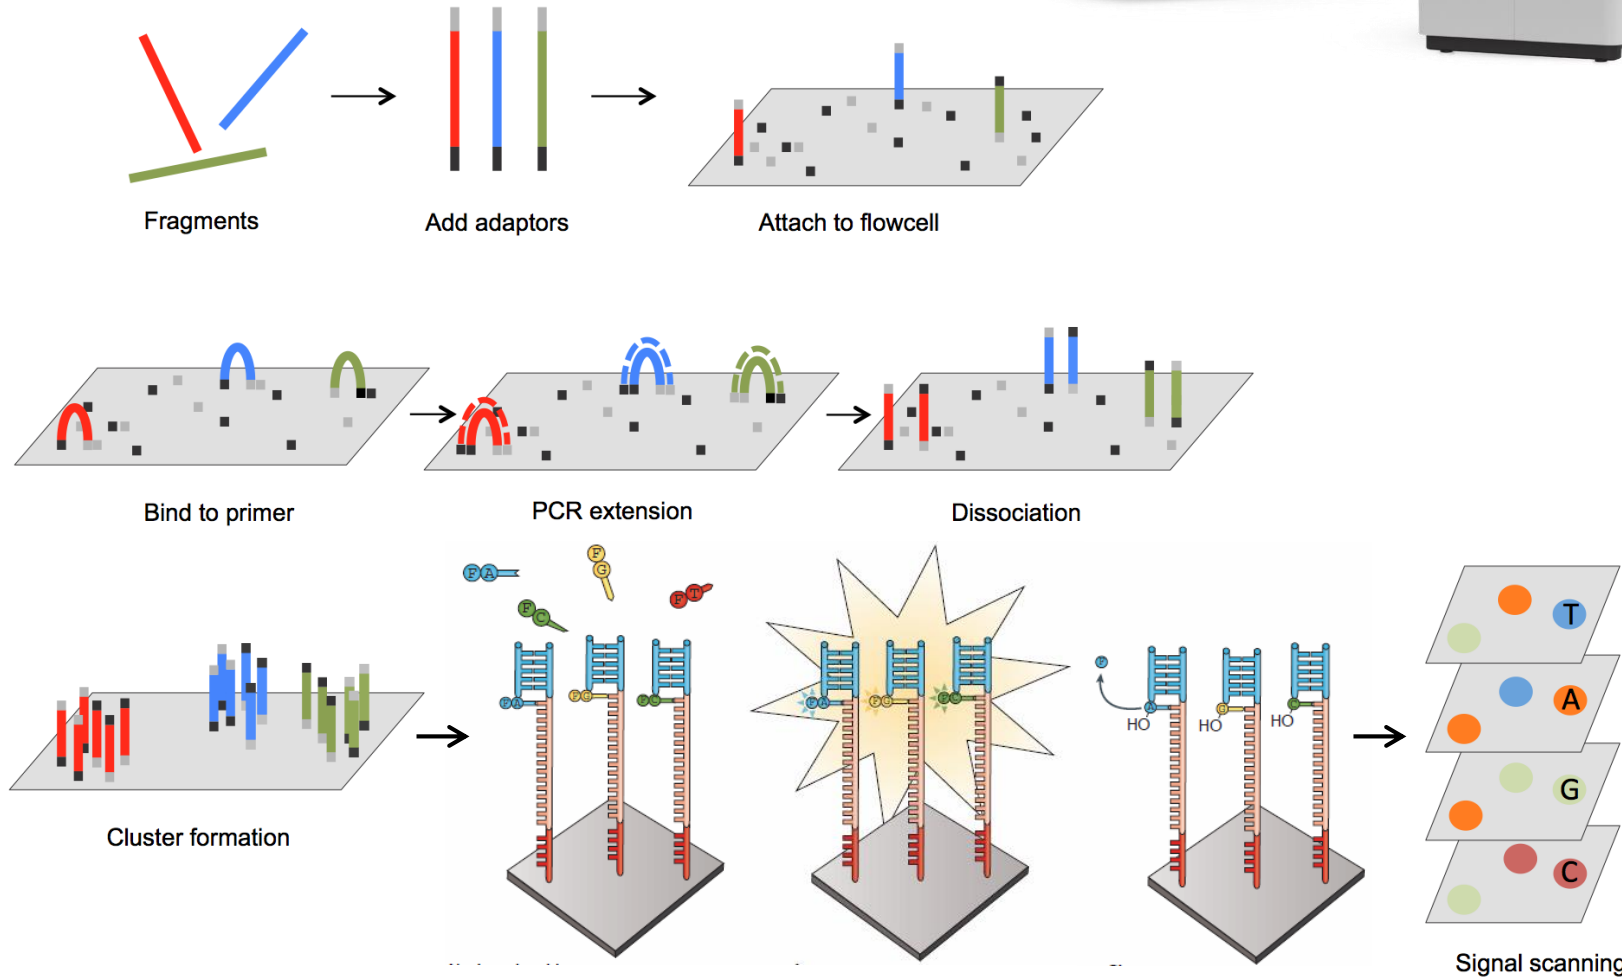 Fragments
Add adaptors
Attach to flowcell
Bind to primer
PCR extension
Dissociation
Cluster formation
F A
F G
F C
F T
F A
F G
F C
F A
F G
F C
F
A
G
C
HO
HO
HO
T
A
G
C
Signal scanning